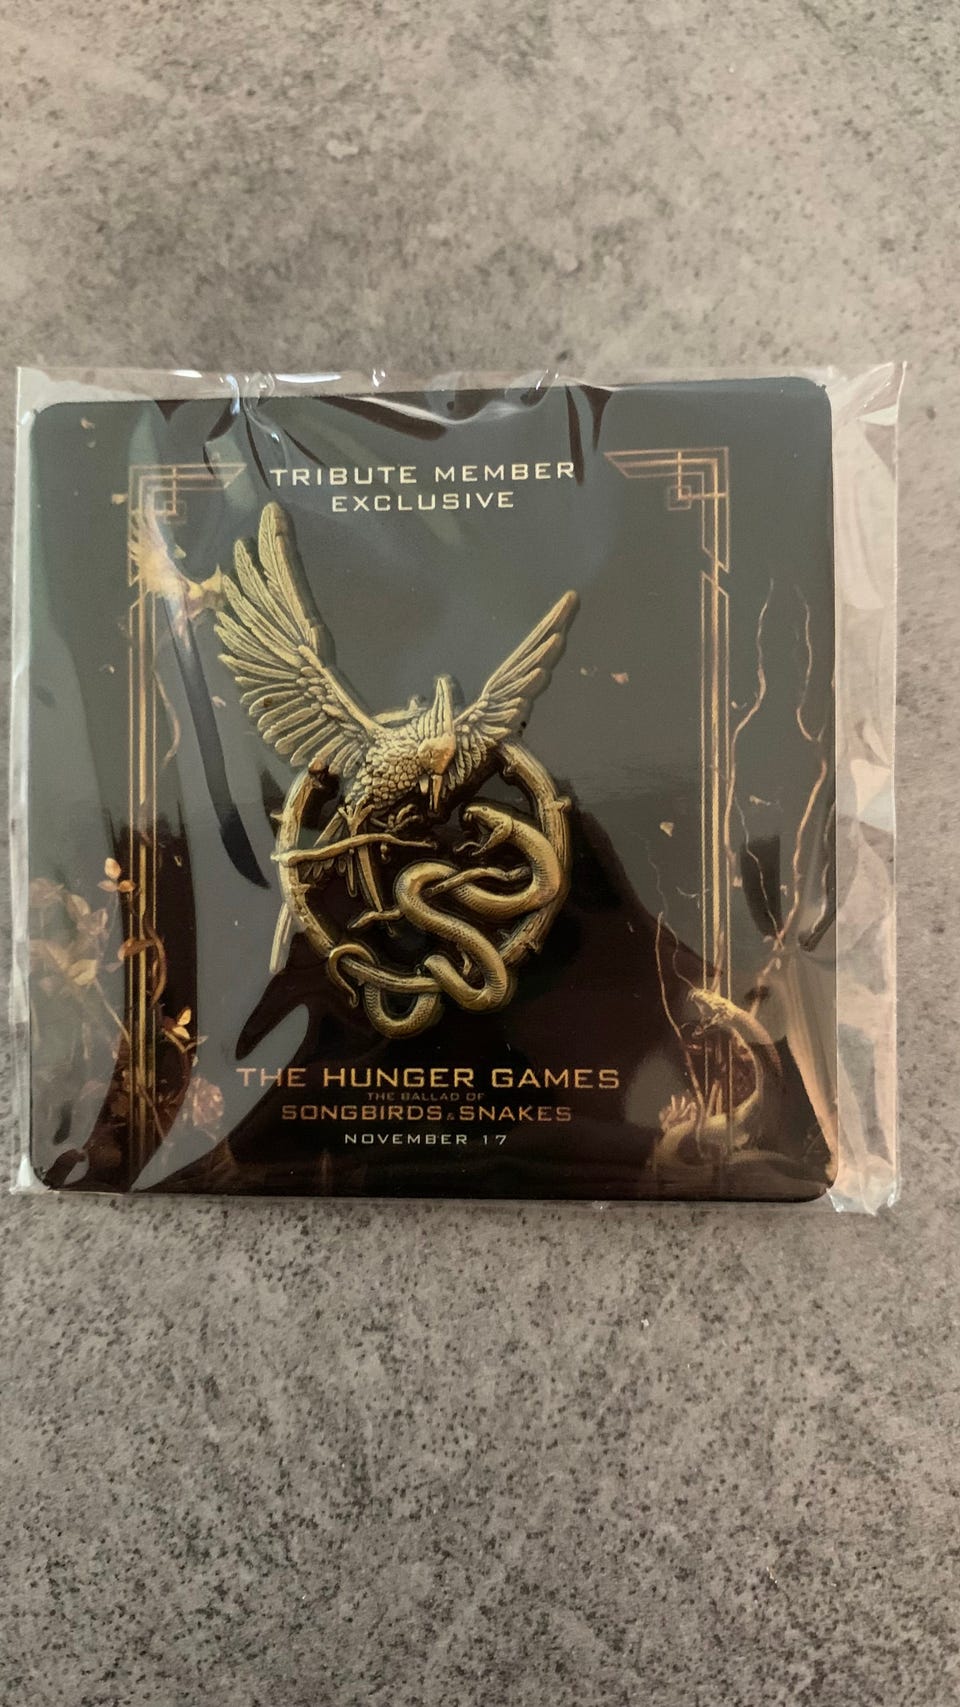 TRIBUTE MEMBER
EXCLUSIVE
THE HUNGER GAMES
THE BALLAD OF
SONGBIRDS & SNAKES
NOVEMBER 17